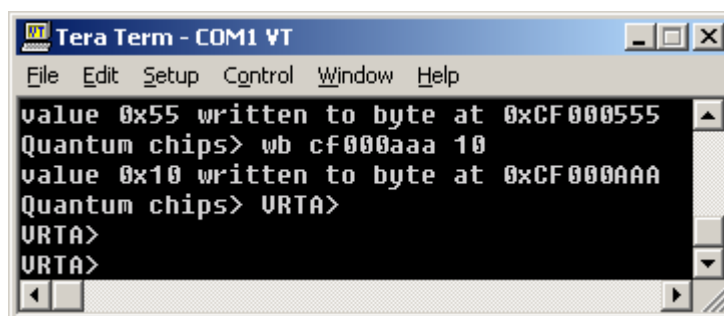 Tera Term - COM1 VT
File Edit Setup Control Window Help
value 0x55 written to byte at 0xCF000555
Quantum chips> wb cf000aaa 10
value 0x10 written to byte at 0xCF000AAA
Quantum chips> VRTA>
VRTA>
VRTA>